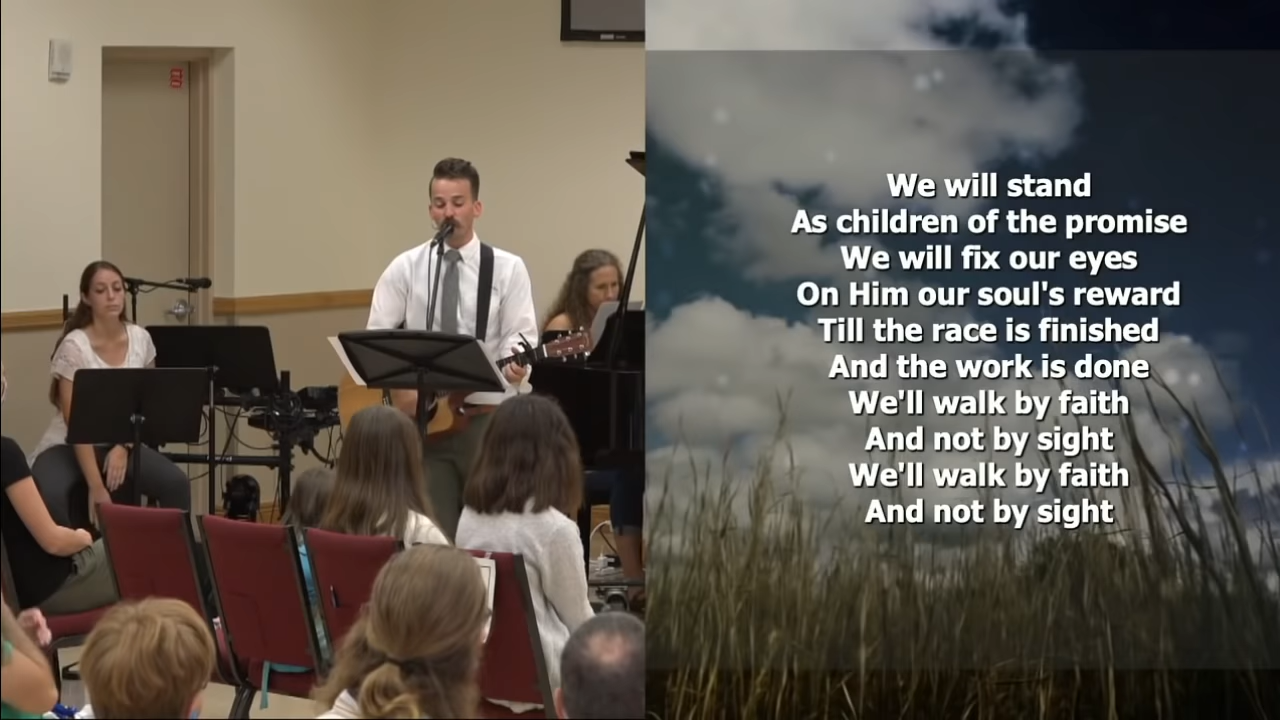 We will stand
As children of the promise
We will fix our eyes
On Him our soul's reward
Till the race is finished
And the work is done
We'll walk by faith
And not by sight
We'll walk by faith
And not by sight